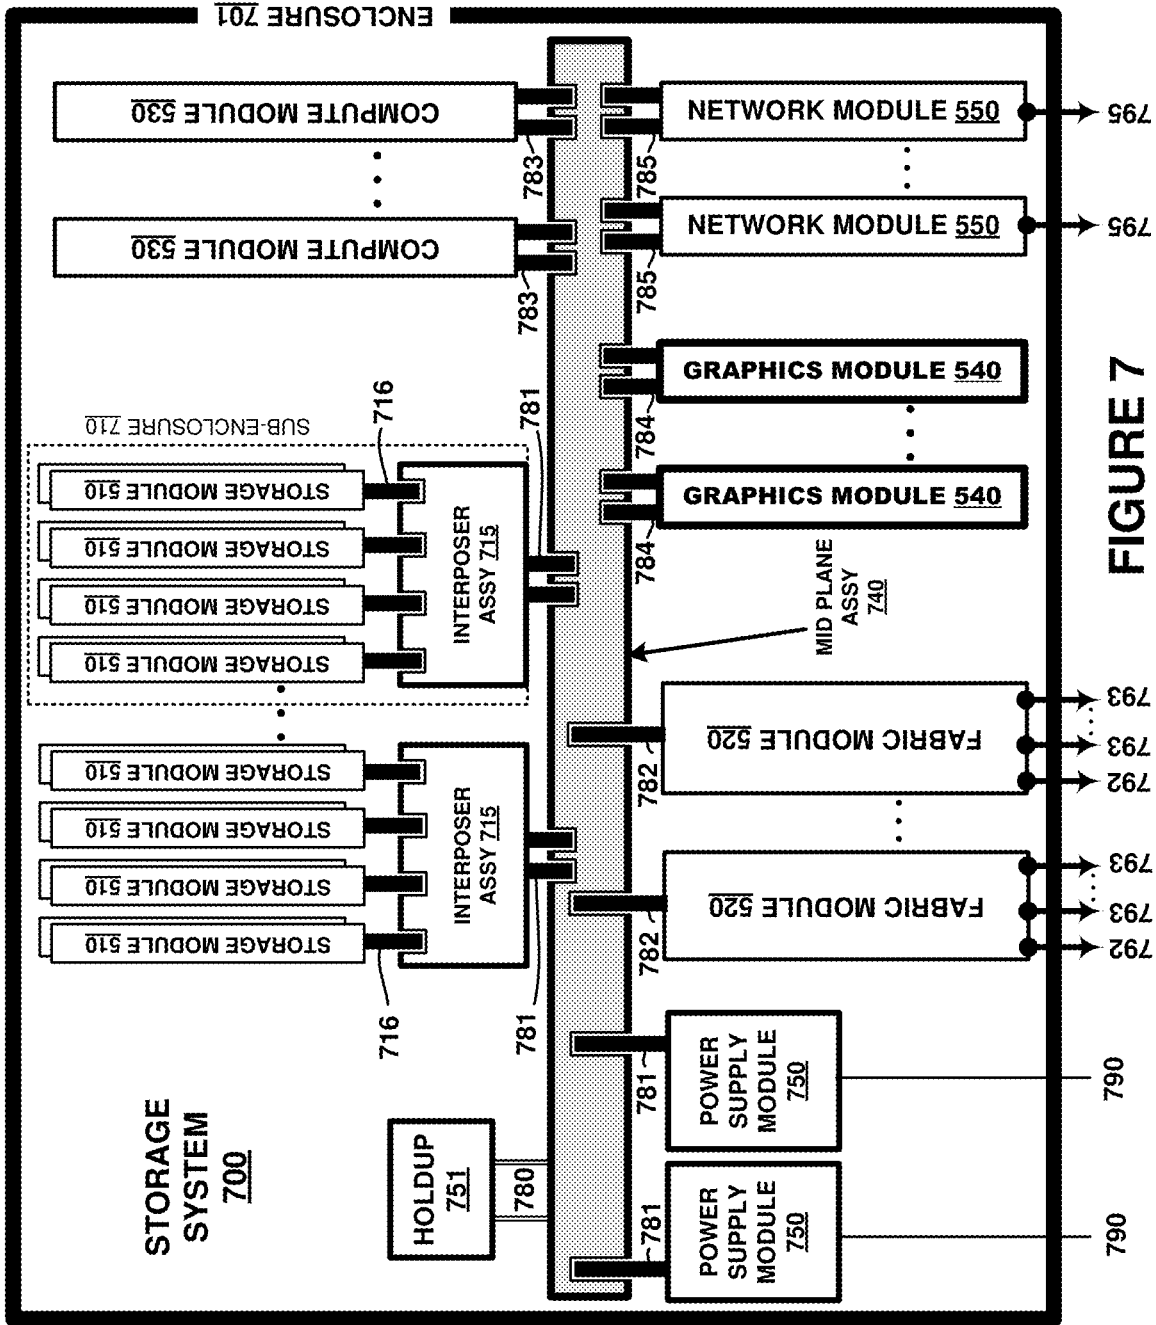 ENCLOSURE 701
COMPUTE MODULE 530
COMPUTE MODULE 530
783
783
NETWORK MODULE 550
NETWORK MODULE 550
785
785
795
795
SUB-ENCLOSURE 710
STORAGE MODULE 510
STORAGE MODULE 510
STORAGE MODULE 510
STORAGE MODULE 510
716
INTERPOSER
ASSY 715
781
GRAPHICS MODULE 540
GRAPHICS MODULE 540
784
784
MID PLANE
ASSY
740
STORAGE MODULE 510
STORAGE MODULE 510
STORAGE MODULE 510
STORAGE MODULE 510
716
INTERPOSER
ASSY 715
781
FABRIC MODULE 520
782
793
793
792
FABRIC MODULE 520
782
793
793
792
STORAGE
SYSTEM
700
HOLDUP
751
780
POWER
SUPPLY
MODULE
750
781
790
POWER
SUPPLY
MODULE
750
781
790
FIGURE 7